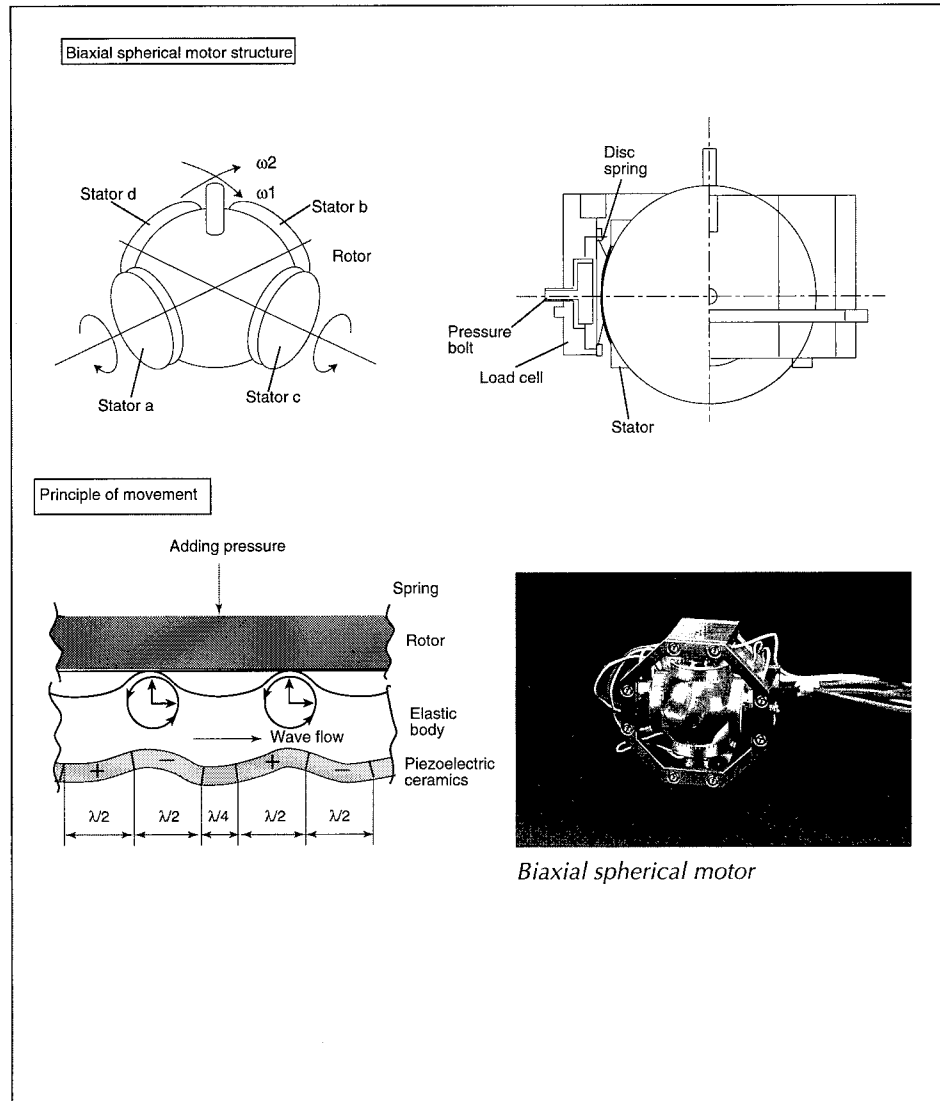 Biaxial spherical motor structure
ω2
ω1
Stator d
Stator b
Rotor
Stator a
Stator c
Disc
spring
Pressure
bolt
Load cell
Stator
Principle of movement
Adding pressure
Spring
Rotor
Elastic
body
Wave flow
Piezoelectric
ceramics
+ − + −
λ/2 λ/2 λ/4 λ/2 λ/2
Biaxial spherical motor